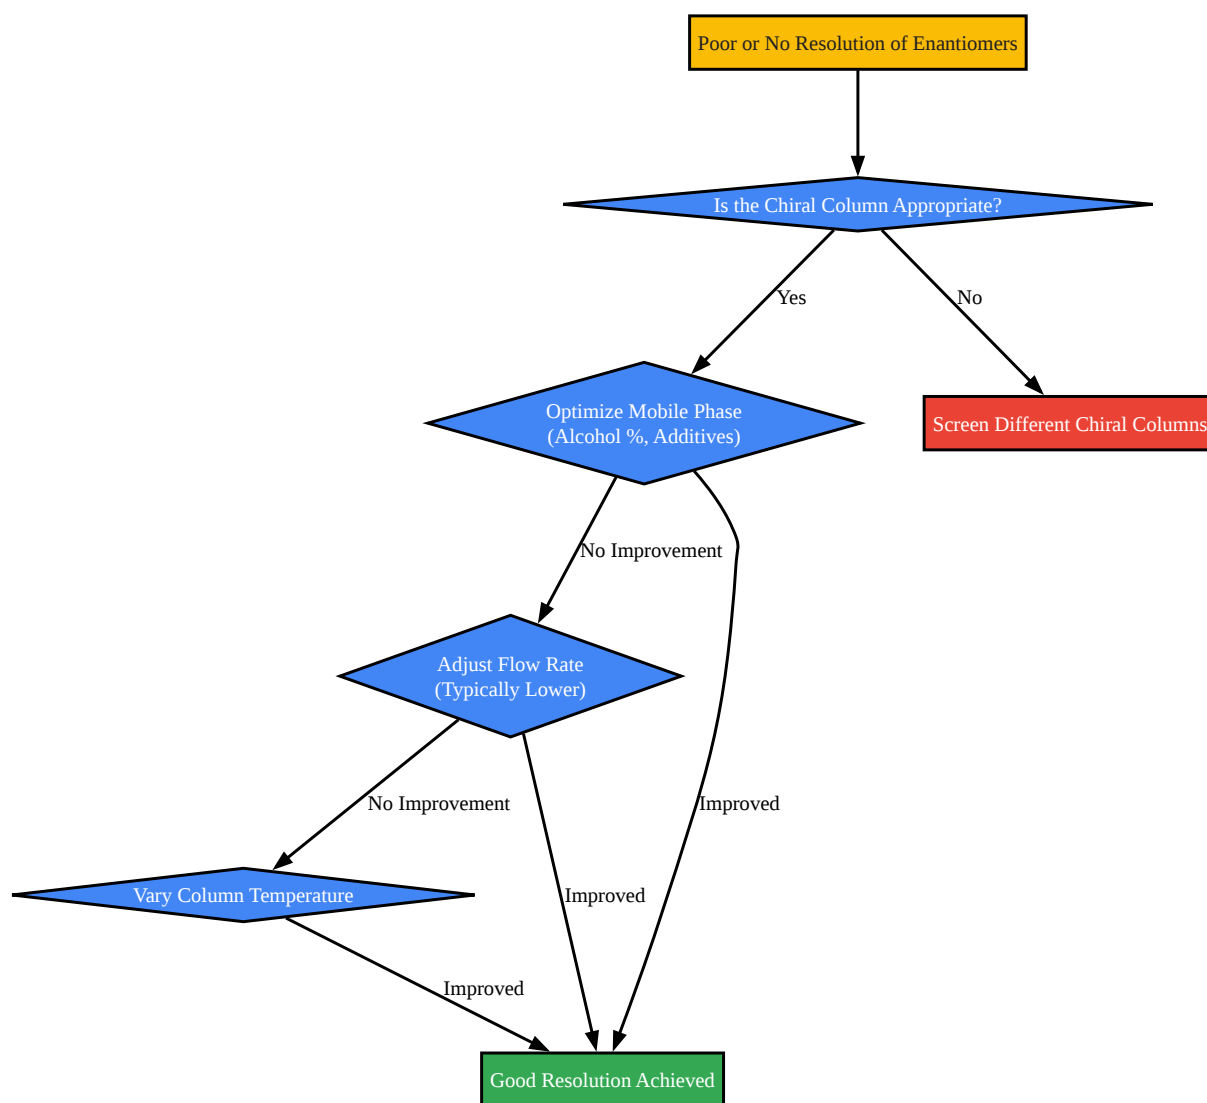 Poor or No Resolution of Enantiomers
Is the Chiral Column Appropriate?
Yes
No
Optimize Mobile Phase
(Alcohol %, Additives)
Screen Different Chiral Columns
No Improvement
Adjust Flow Rate
(Typically Lower)
No Improvement
Improved
Vary Column Temperature
Improved
Improved
Good Resolution Achieved